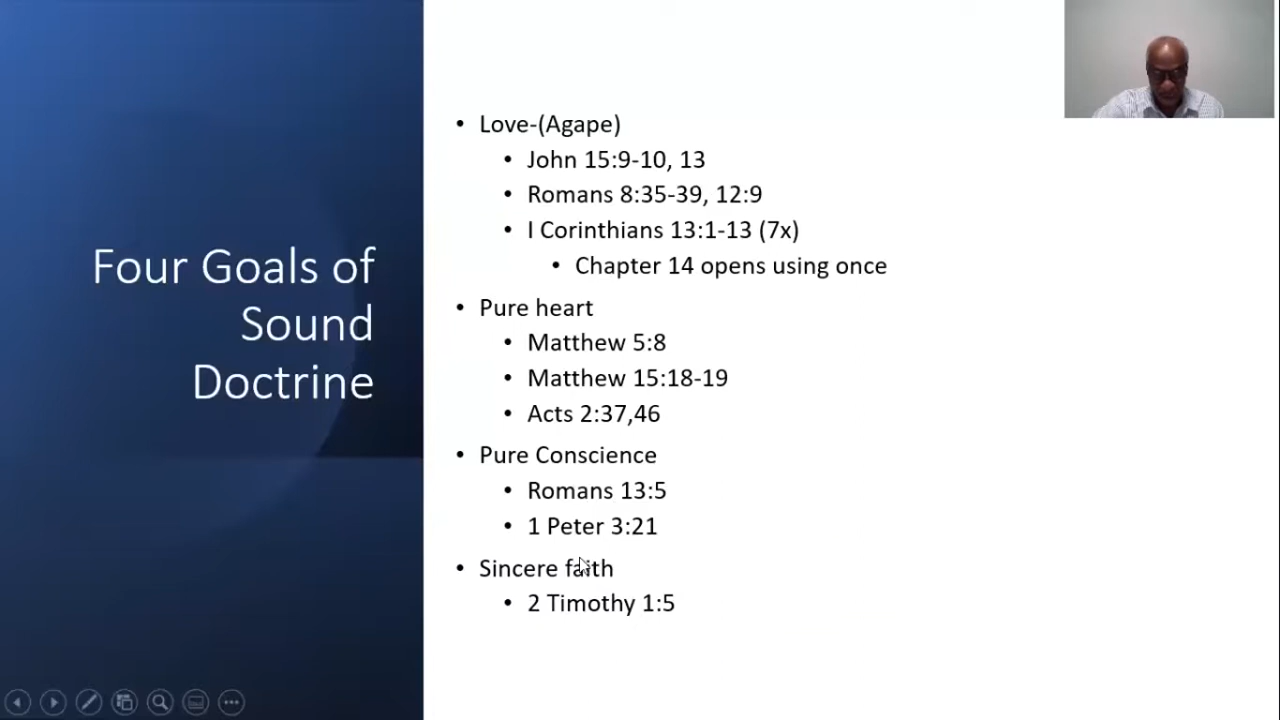 Four Goals of
Sound
Doctrine
• Love-(Agape)
• John 15:9-10, 13
• Romans 8:35-39, 12:9
• I Corinthians 13:1-13 (7x)
• Chapter 14 opens using once
• Pure heart
• Matthew 5:8
• Matthew 15:18-19
• Acts 2:37,46
• Pure Conscience
• Romans 13:5
• 1 Peter 3:21
• Sincere faith
• 2 Timothy 1:5